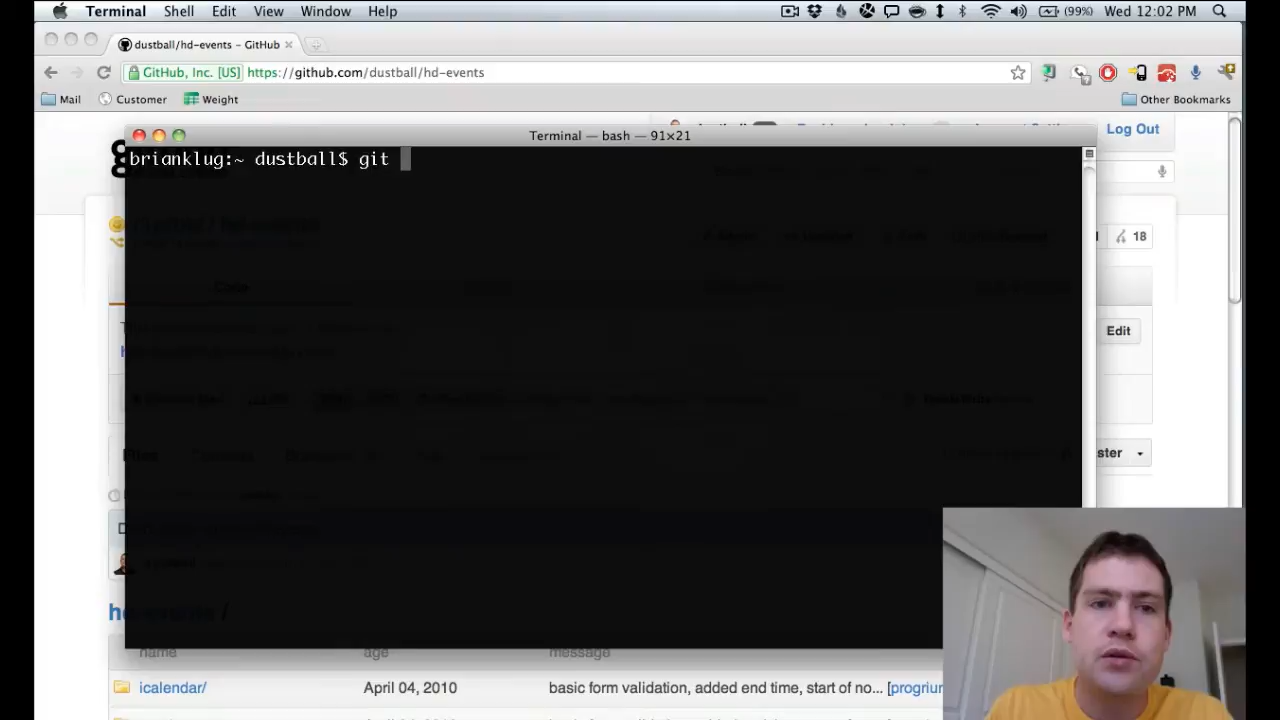 Terminal Shell Edit View Window Help (99%) Wed 12:02 PM
dustball/hd-events – GitHub
GitHub, Inc. [US] https://github.com/dustball/hd-events
Mail Customer Weight Other Bookmarks
Terminal — bash — 91×21
Log Out
brianklug:~ dustball$ git
18
Edit
ster
name age message
icalendar/ April 04, 2010 basic form validation, added end time, start of no... [progrium